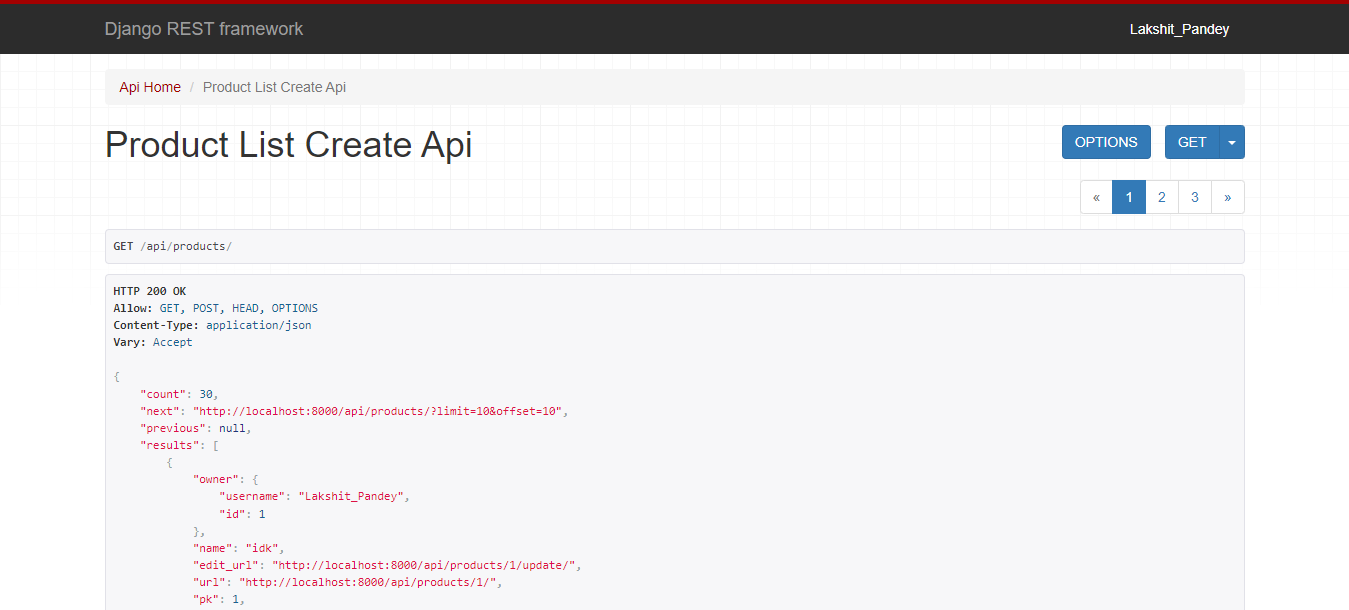 Django REST framework
Lakshit_Pandey
Api Home / Product List Create Api
Product List Create Api
OPTIONS
GET
« 1 2 3 »
GET /api/products/
HTTP 200 OK
Allow: GET, POST, HEAD, OPTIONS
Content-Type: application/json
Vary: Accept
{
"count": 30,
"next": "http://localhost:8000/api/products/?limit=10&offset=10",
"previous": null,
"results": [
{
"owner": {
"username": "Lakshit_Pandey",
"id": 1
},
"name": "idk",
"edit_url": "http://localhost:8000/api/products/1/update/",
"url": "http://localhost:8000/api/products/1/",
"pk": 1,